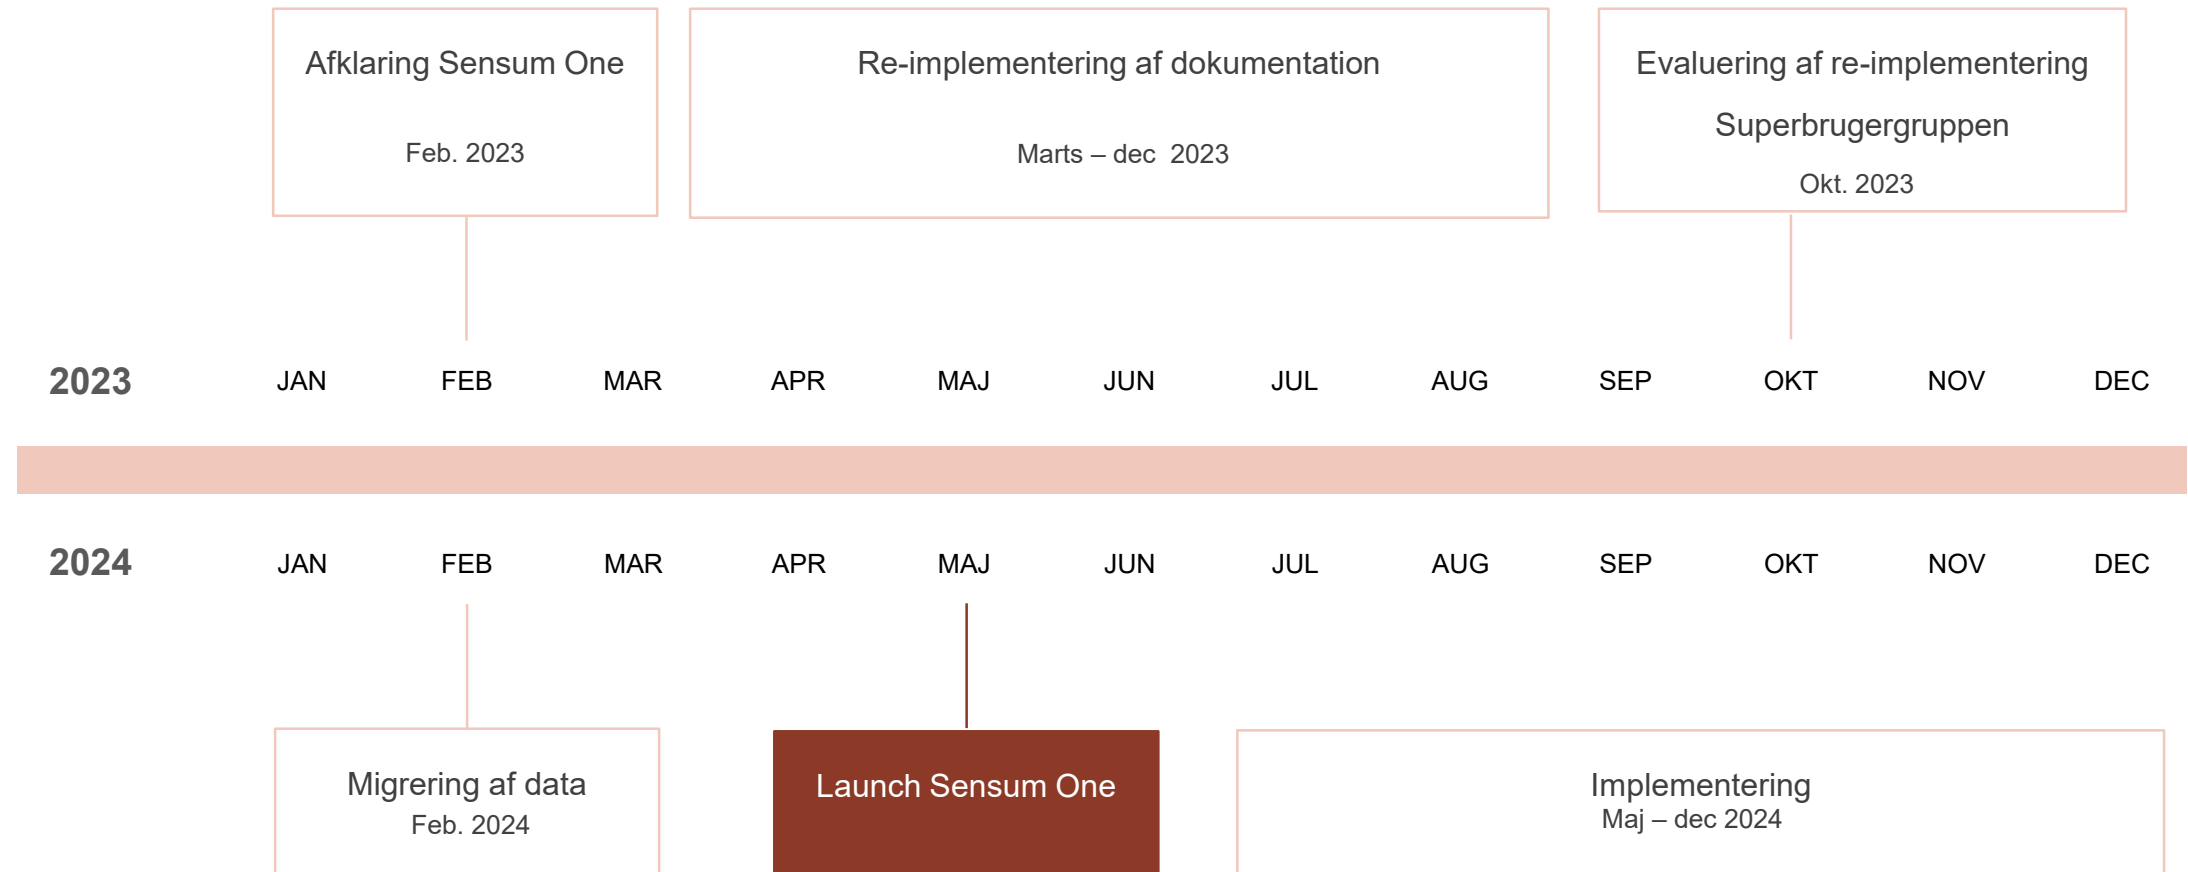 Afklaring Sensum One
Feb. 2023
Re-implementering af dokumentation
Marts – dec  2023
Evaluering af re-implementering
Superbrugergruppen
Okt. 2023
2023 JAN FEB MAR APR MAJ JUN JUL AUG SEP OKT NOV DEC
2024 JAN FEB MAR APR MAJ JUN JUL AUG SEP OKT NOV DEC
Migrering af data
Feb. 2024
Launch Sensum One
Implementering
Maj – dec 2024